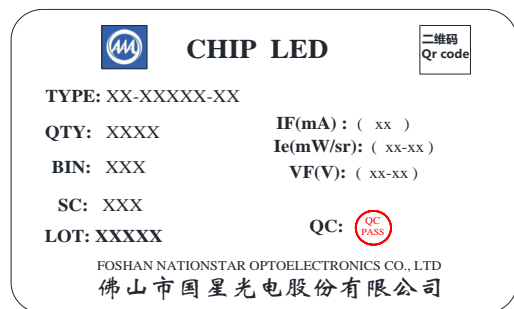 CHIP LED
二维码
Qr code
TYPE: XX-XXXXX-XX
QTY: XXXX
IF(mA) : ( xx )
Ie(mW/sr): ( xx-xx )
BIN: XXX
VF(V): ( xx-xx )
SC: XXX
QC: QC
PASS
LOT: XXXXX
FOSHAN NATIONSTAR OPTOELECTRONICS CO., LTD
佛山市国星光电股份有限公司